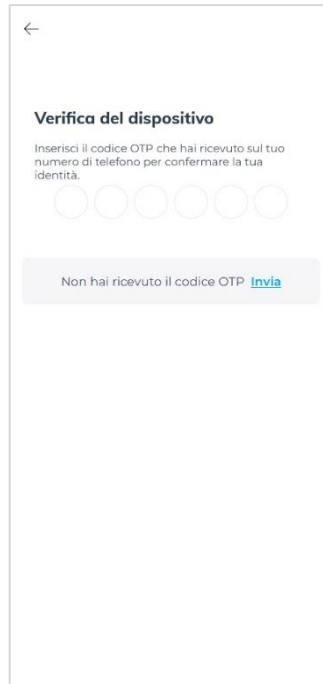 Verifica del dispositivo
Inserisci il codice OTP che hai ricevuto sul tuo
numero di telefono per confermare la tua
identità.
Non hai ricevuto il codice OTP Invia